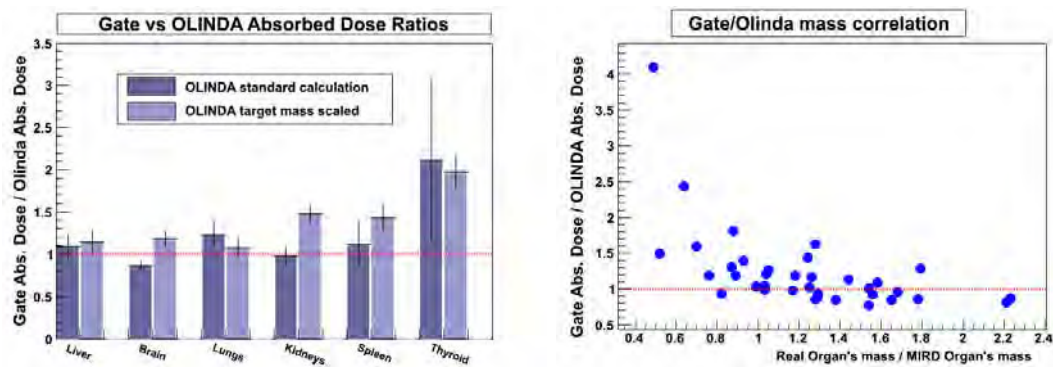 Gate vs OLINDA Absorbed Dose Ratios
Gate Abs. Dose / Olinda Abs. Dose
3.5
3
2.5
2
1.5
1
0.5
0
OLINDA standard calculation
OLINDA target mass scaled
Liver Brain Lungs Kidneys Spleen Thyroid
Gate/Olinda mass correlation
Gate Abs. Dose / OLINDA Abs. Dose
4
3.5
3
2.5
2
1.5
1
0.5
0.4 0.6 0.8 1 1.2 1.4 1.6 1.8 2 2.2 2.4
Real Organ's mass / MIRD Organ's mass